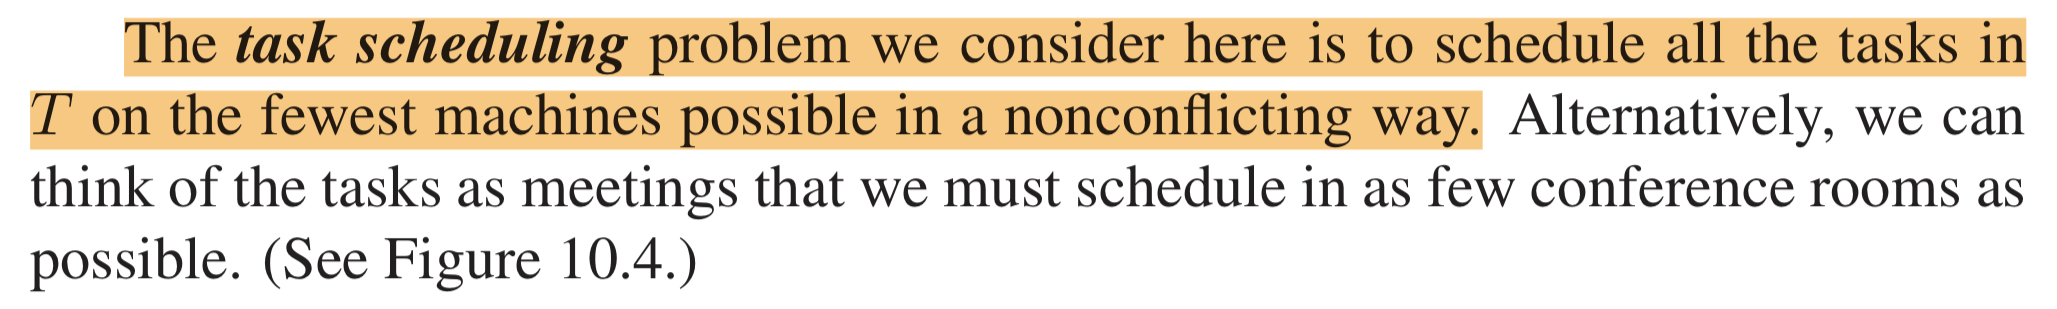 The task scheduling problem we consider here is to schedule all the tasks in
T on the fewest machines possible in a nonconflicting way. Alternatively, we can
think of the tasks as meetings that we must schedule in as few conference rooms as
possible. (See Figure 10.4.)